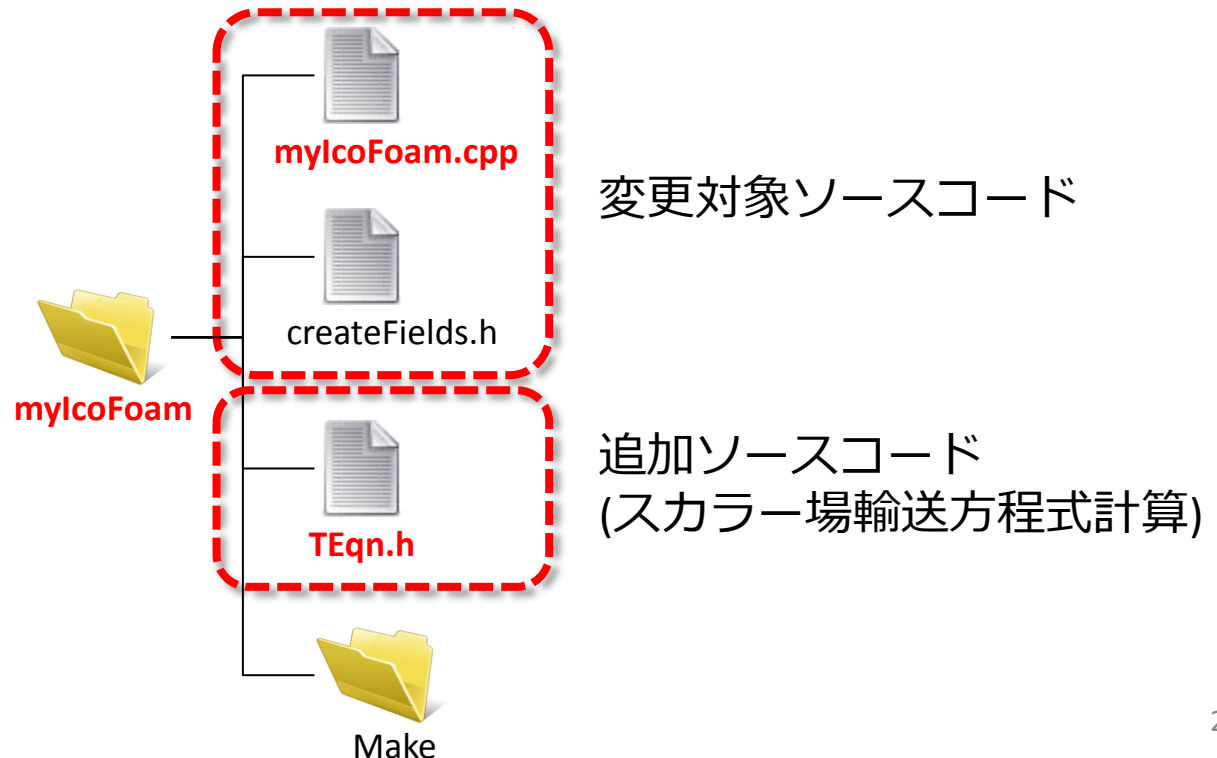 myIcoFoam.cpp
変更対象ソースコード
createFields.h
myIcoFoam
追加ソースコード
(スカラー場輸送方程式計算)
TEqn.h
Make